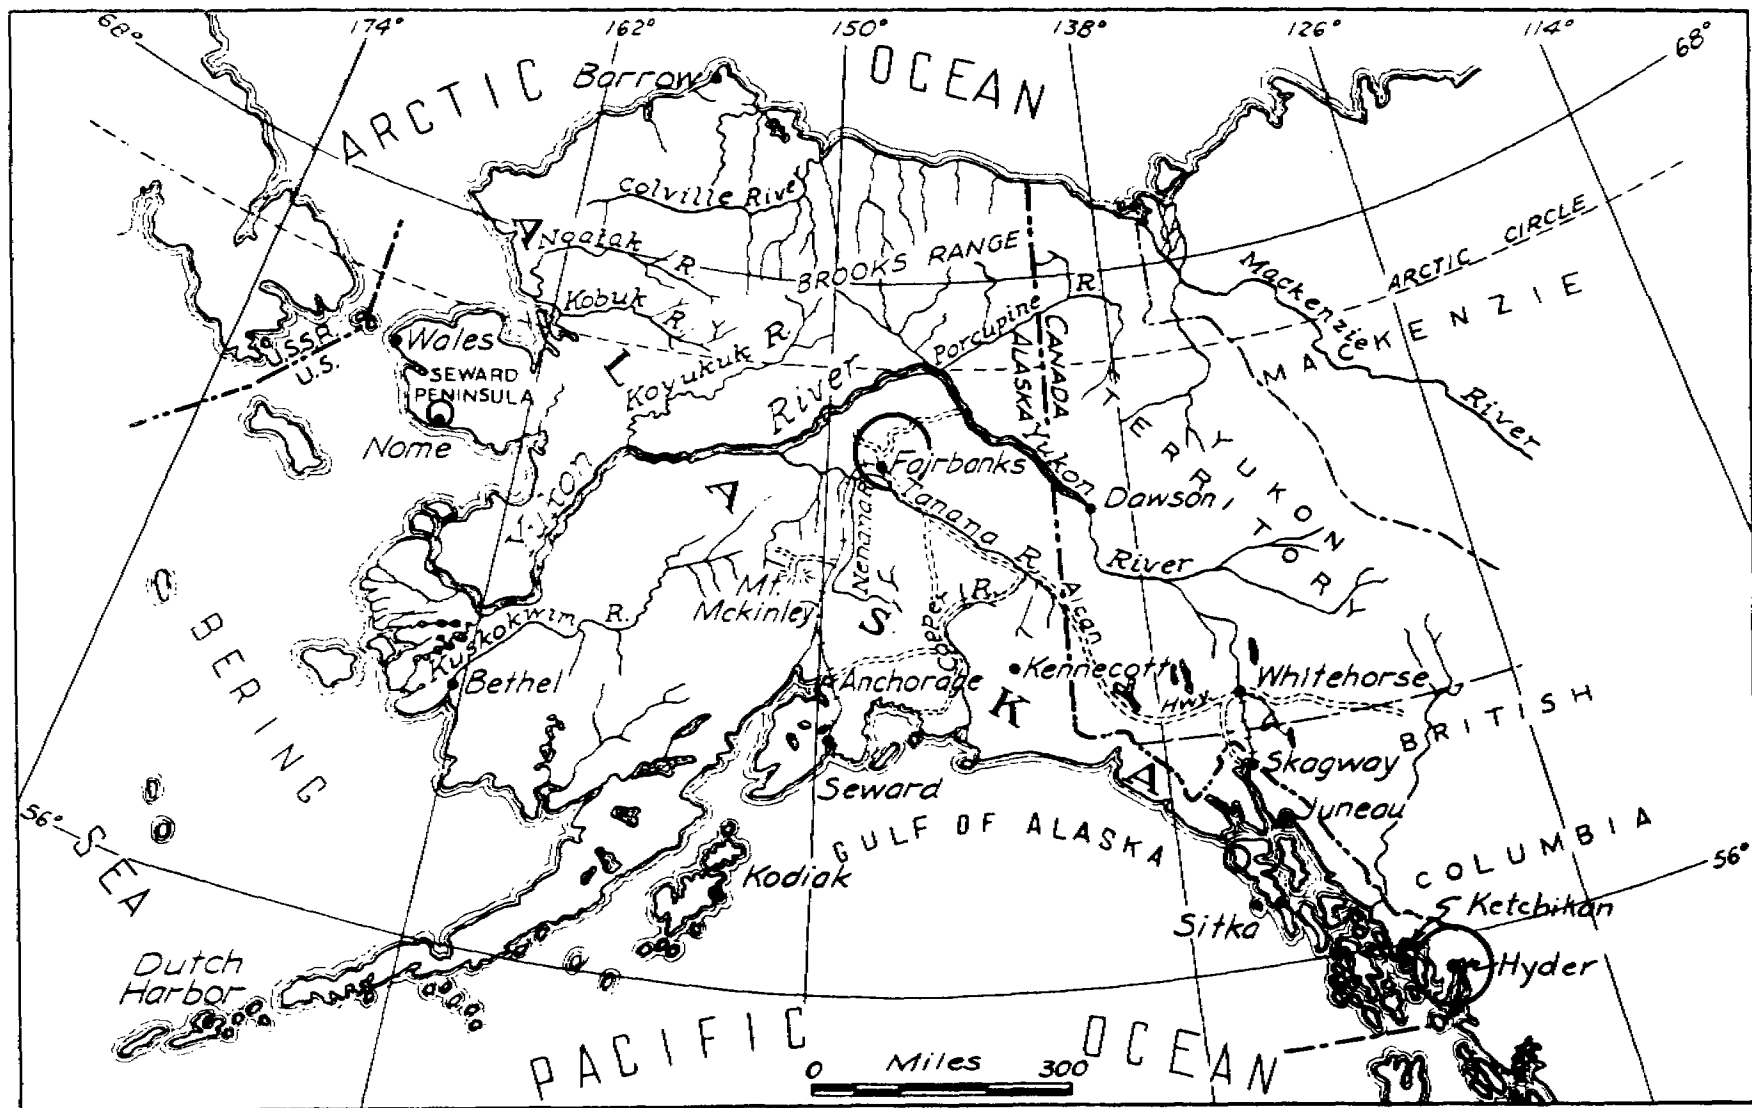 68°
174°
162°
150°
138°
126°
114°
68°
ARCTIC OCEAN
Barrow
Colville River
Noatak R.
BROOKS RANGE
Kobuk R.
Koyukuk R.
Porcupine R.
ARCTIC CIRCLE
Mackenzie River
MACKENZIE
CANADA
ALASKA
S.S.R.
U.S.
Wales
SEWARD
PENINSULA
Nome
Yukon River
Yukon
YUKON
TERRITORY
Fairbanks
Dawson
River
Tanana R.
Nenana R.
Mt.
Mckinley
Copper R.
Alcan
Hwy.
Kuskokwim R.
Bethel
Anchorage
Kennecott
Whitehorse
BRITISH
COLUMBIA
BERING
SEA
A L A S K A
Seward
Skagway
Juneau
GULF OF ALASKA
Kodiak
56°
56°
Sitka
Ketchikan
Hyder
Dutch
Harbor
PACIFIC OCEAN
0 Miles 300